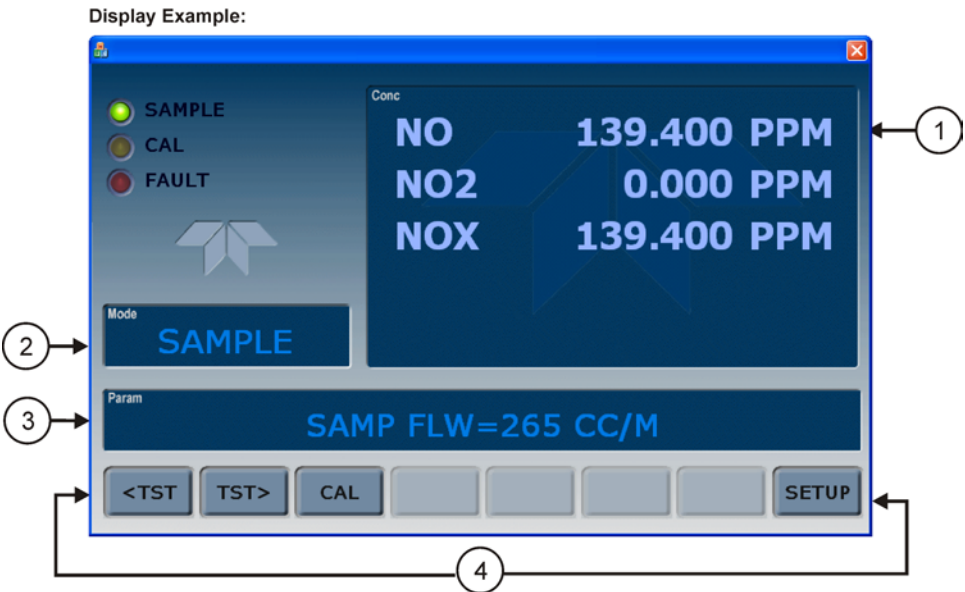 Display Example:
SAMPLE
CAL
FAULT
Conc
NO 139.400 PPM
NO2 0.000 PPM
NOX 139.400 PPM
1
Mode
SAMPLE
2
Param
SAMP FLW=265 CC/M
3
<TST TST> CAL SETUP
4